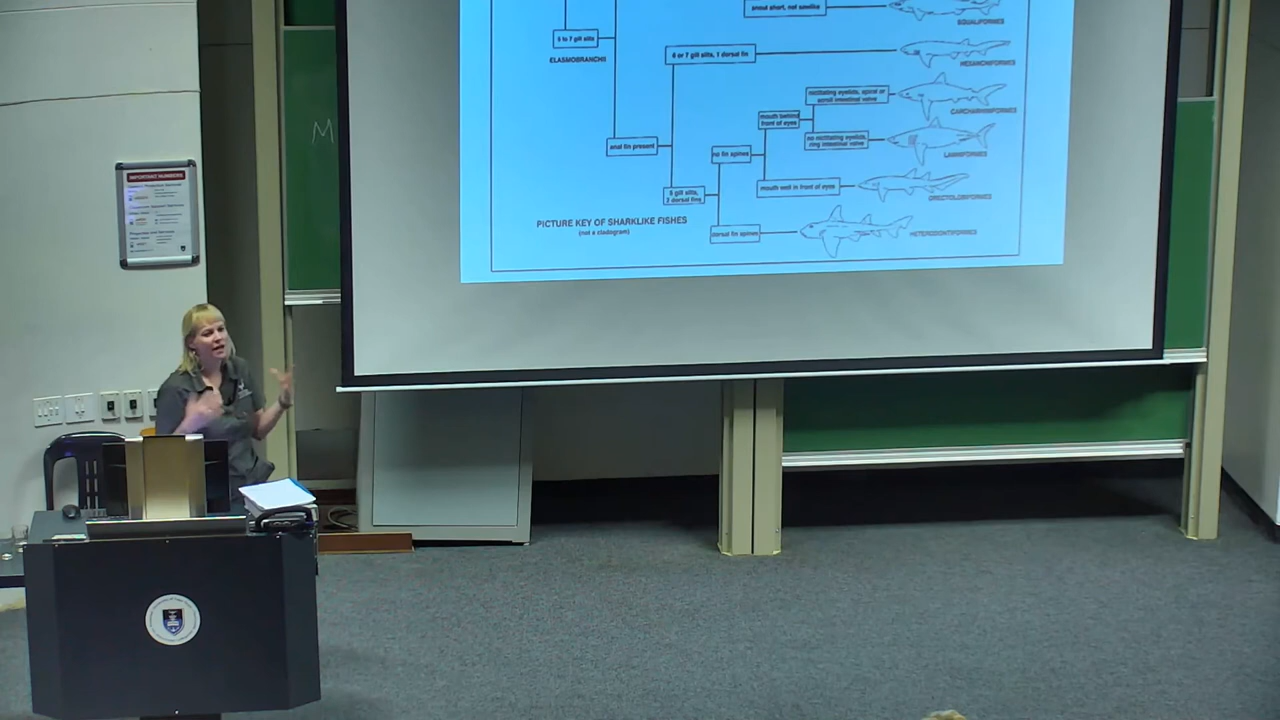 snout short, not sawlike
SQUALIFORMES
5 to 7 gill slits
ELASMOBRANCHS
6 or 7 gill slits, 1 dorsal fin
HEXANCHIFORMES
nictitating eyelids, spiral or
scroll intestinal valve
CARCHARHINIFORMES
mouth behind
front of eyes
no nictitating eyelids,
ring intestinal valve
LAMNIFORMES
anal fin present
no fin spines
mouth well in front of eyes
ORECTOLOBIFORMES
5 gill slits,
2 dorsal fins
PICTURE KEY OF SHARKLIKE FISHES
(not a cladogram)
dorsal fin spines
HETERODONTIFORMES
M
IMPORTANT NUMBERS